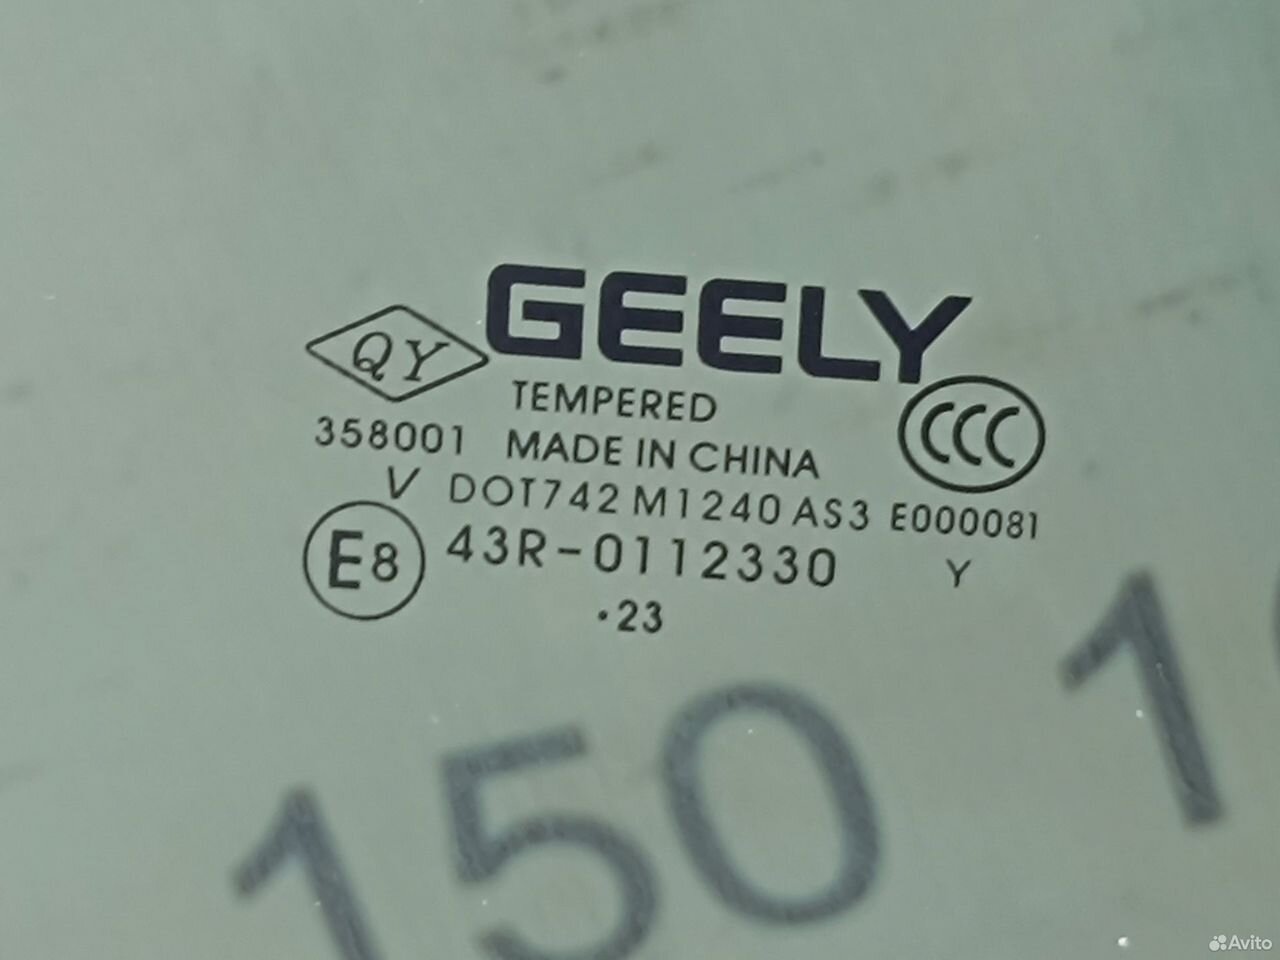 GEELY
QY
TEMPERED
358001 MADE IN CHINA
CCC
V DOT742 M1240 AS3 E000081
E8 43R-0112330 Y
.23
150 1
Avito